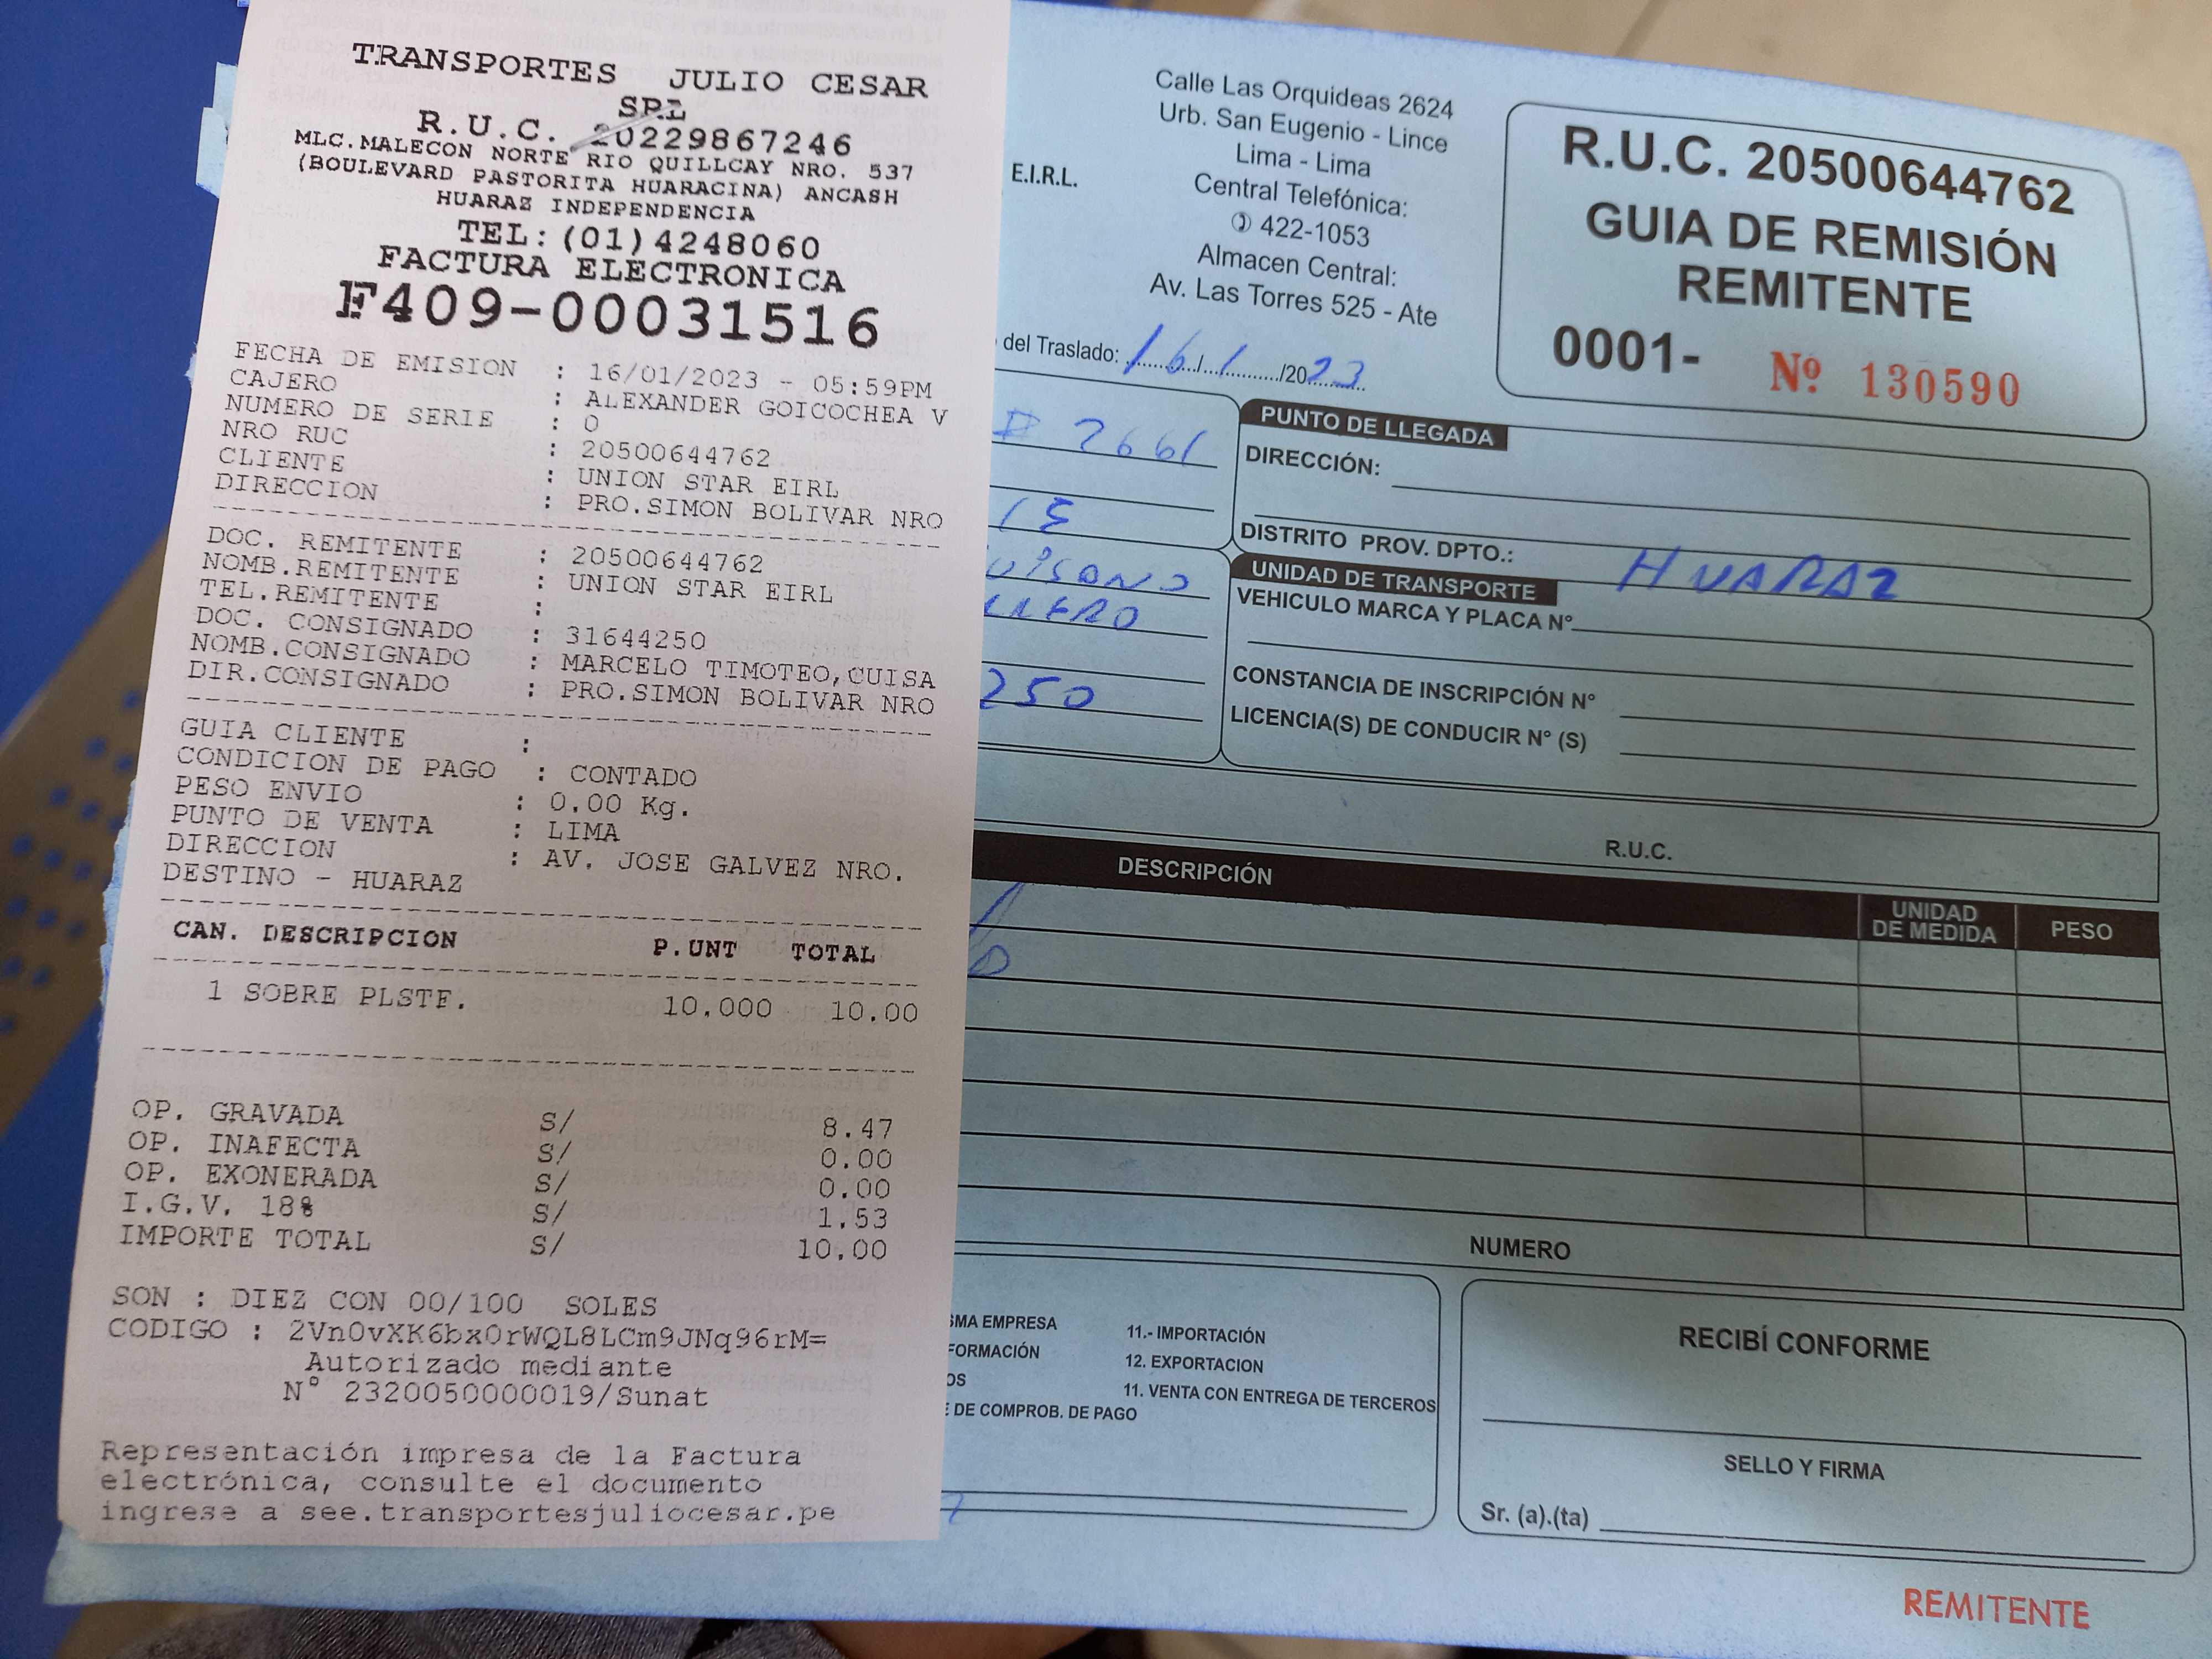 TRANSPORTES JULIO CESAR
SRL
R.U.C. 20229867246
MLC.MALECON NORTE RIO QUILLCAY NRO. 537
(BOULEVARD PASTORITA HUARACINA) ANCASH
HUARAZ INDEPENDENCIA
TEL:(01)4248060
FACTURA ELECTRONICA
F409-00031516
FECHA DE EMISION : 16/01/2023 - 05:59PM
CAJERO : ALEXANDER GOICOCHEA V
NUMERO DE SERIE : 0
NRO RUC : 20500644762
CLIENTE : UNION STAR EIRL
DIRECCION : PRO.SIMON BOLIVAR NRO
DOC. REMITENTE : 20500644762
NOMB.REMITENTE : UNION STAR EIRL
TEL.REMITENTE :
DOC. CONSIGNADO : 31644250
NOMB.CONSIGNADO : MARCELO TIMOTEO,CUISA
DIR.CONSIGNADO : PRO.SIMON BOLIVAR NRO
GUIA CLIENTE :
CONDICION DE PAGO : CONTADO
PESO ENVIO : 0.00 Kg.
PUNTO DE VENTA : LIMA
DIRECCION : AV. JOSE GALVEZ NRO.
DESTINO - HUARAZ
CAN. DESCRIPCION P.UNT TOTAL
1 SOBRE PLSTF. 10.000 10.00
OP. GRAVADA S/ 8.47
OP. INAFECTA S/ 0.00
OP. EXONERADA S/ 0.00
I.G.V. 18% S/ 1.53
IMPORTE TOTAL S/ 10.00
SON : DIEZ CON 00/100 SOLES
CODIGO : 2Vn0vXK6bx0rWQL8LCm9JNq96rM=
Autorizado mediante
N° 2320050000019/Sunat
Representación impresa de la Factura
electrónica, consulte el documento
ingrese a see.transportesjuliocesar.pe
E.I.R.L.
Calle Las Orquideas 2624
Urb. San Eugenio - Lince
Lima - Lima
Central Telefónica:
422-1053
Almacen Central:
Av. Las Torres 525 - Ate
del Traslado: 16/1/2023
R.U.C. 20500644762
GUIA DE REMISIÓN
REMITENTE
0001- Nº 130590
# 2661
15
250
PUNTO DE LLEGADA
DIRECCIÓN:
DISTRITO PROV. DPTO.: HUARAZ
UNIDAD DE TRANSPORTE
VEHICULO MARCA Y PLACA N°
CONSTANCIA DE INSCRIPCIÓN N°
LICENCIA(S) DE CONDUCIR N° (S)
R.U.C.
DESCRIPCIÓN
UNIDAD
DE MEDIDA
PESO
NUMERO
SMA EMPRESA
FORMACIÓN
OS
E DE COMPROB. DE PAGO
11.- IMPORTACIÓN
12. EXPORTACION
11. VENTA CON ENTREGA DE TERCEROS
RECIBÍ CONFORME
SELLO Y FIRMA
Sr. (a).(ta)
REMITENTE